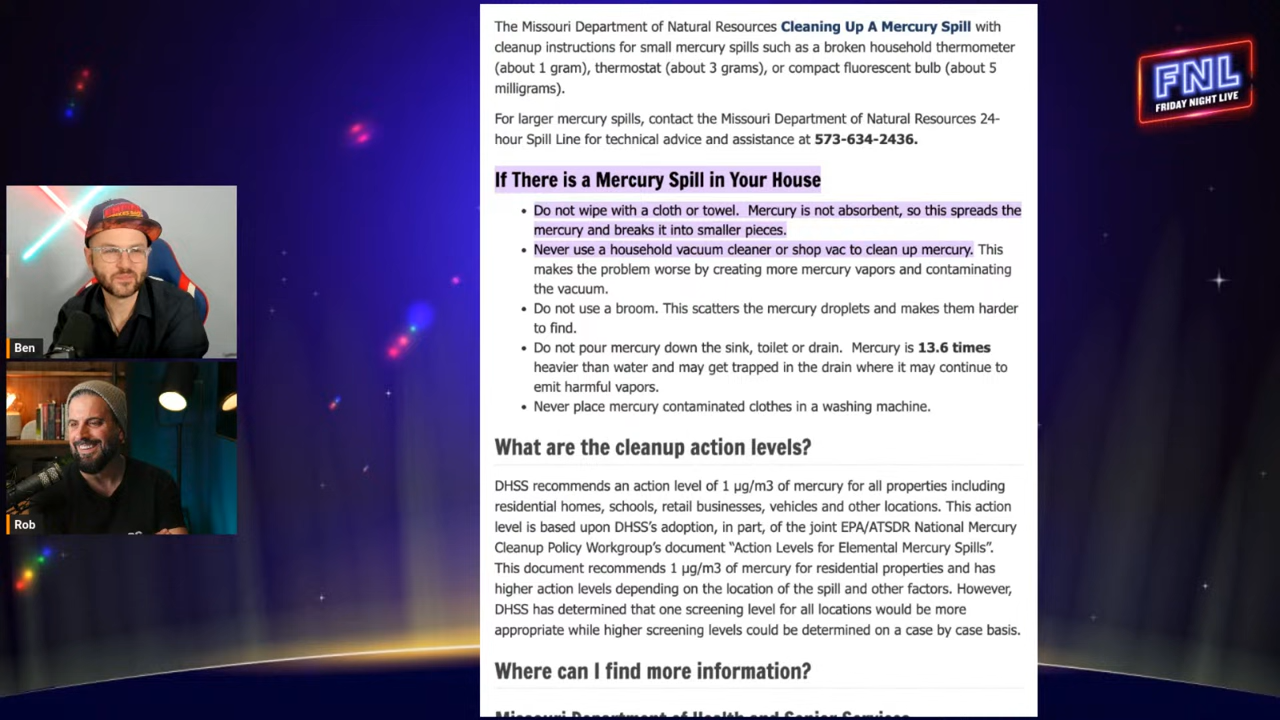 The Missouri Department of Natural Resources Cleaning Up A Mercury Spill with
cleanup instructions for small mercury spills such as a broken household thermometer
(about 1 gram), thermostat (about 3 grams), or compact fluorescent bulb (about 5
milligrams).
For larger mercury spills, contact the Missouri Department of Natural Resources 24-
hour Spill Line for technical advice and assistance at 573-634-2436.
If There is a Mercury Spill in Your House
• Do not wipe with a cloth or towel.  Mercury is not absorbent, so this spreads the
mercury and breaks it into smaller pieces.
• Never use a household vacuum cleaner or shop vac to clean up mercury. This
makes the problem worse by creating more mercury vapors and contaminating
the vacuum.
• Do not use a broom. This scatters the mercury droplets and makes them harder
to find.
• Do not pour mercury down the sink, toilet or drain.  Mercury is 13.6 times
heavier than water and may get trapped in the drain where it may continue to
emit harmful vapors.
• Never place mercury contaminated clothes in a washing machine.
What are the cleanup action levels?
DHSS recommends an action level of 1 µg/m3 of mercury for all properties including
residential homes, schools, retail businesses, vehicles and other locations. This action
level is based upon DHSS's adoption, in part, of the joint EPA/ATSDR National Mercury
Cleanup Policy Workgroup's document “Action Levels for Elemental Mercury Spills”.
This document recommends 1 µg/m3 of mercury for residential properties and has
higher action levels depending on the location of the spill and other factors. However,
DHSS has determined that one screening level for all locations would be more
appropriate while higher screening levels could be determined on a case by case basis.
Where can I find more information?
Missouri Department of Health and Senior Services
FNL
FRIDAY NIGHT LIVE
Ben
Rob